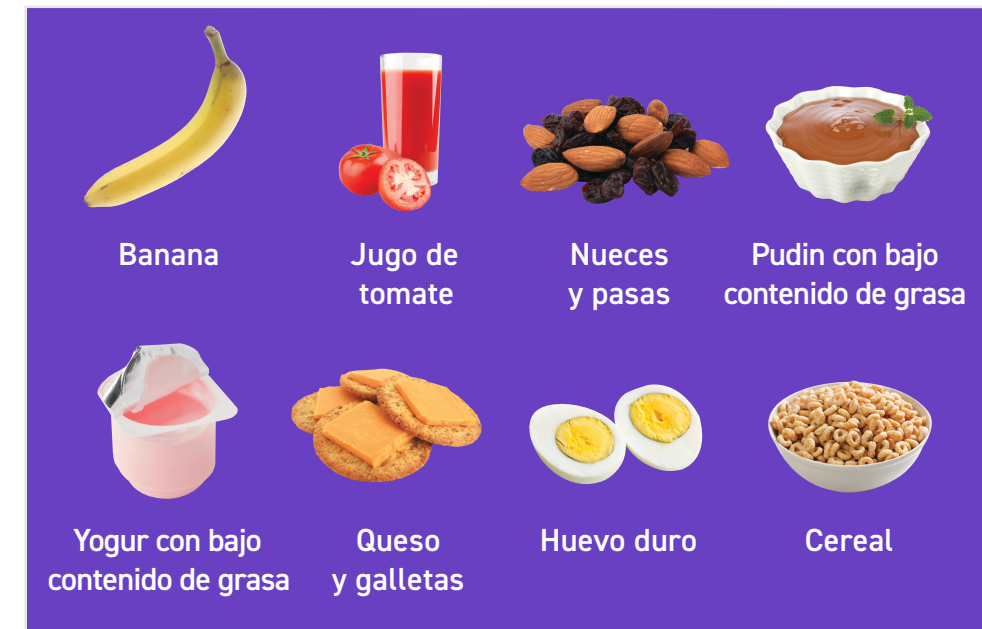 Banana
Jugo de
tomate
Nueces
y pasas
Pudin con bajo
contenido de grasa
Yogur con bajo
contenido de grasa
Queso
y galletas
Huevo duro
Cereal